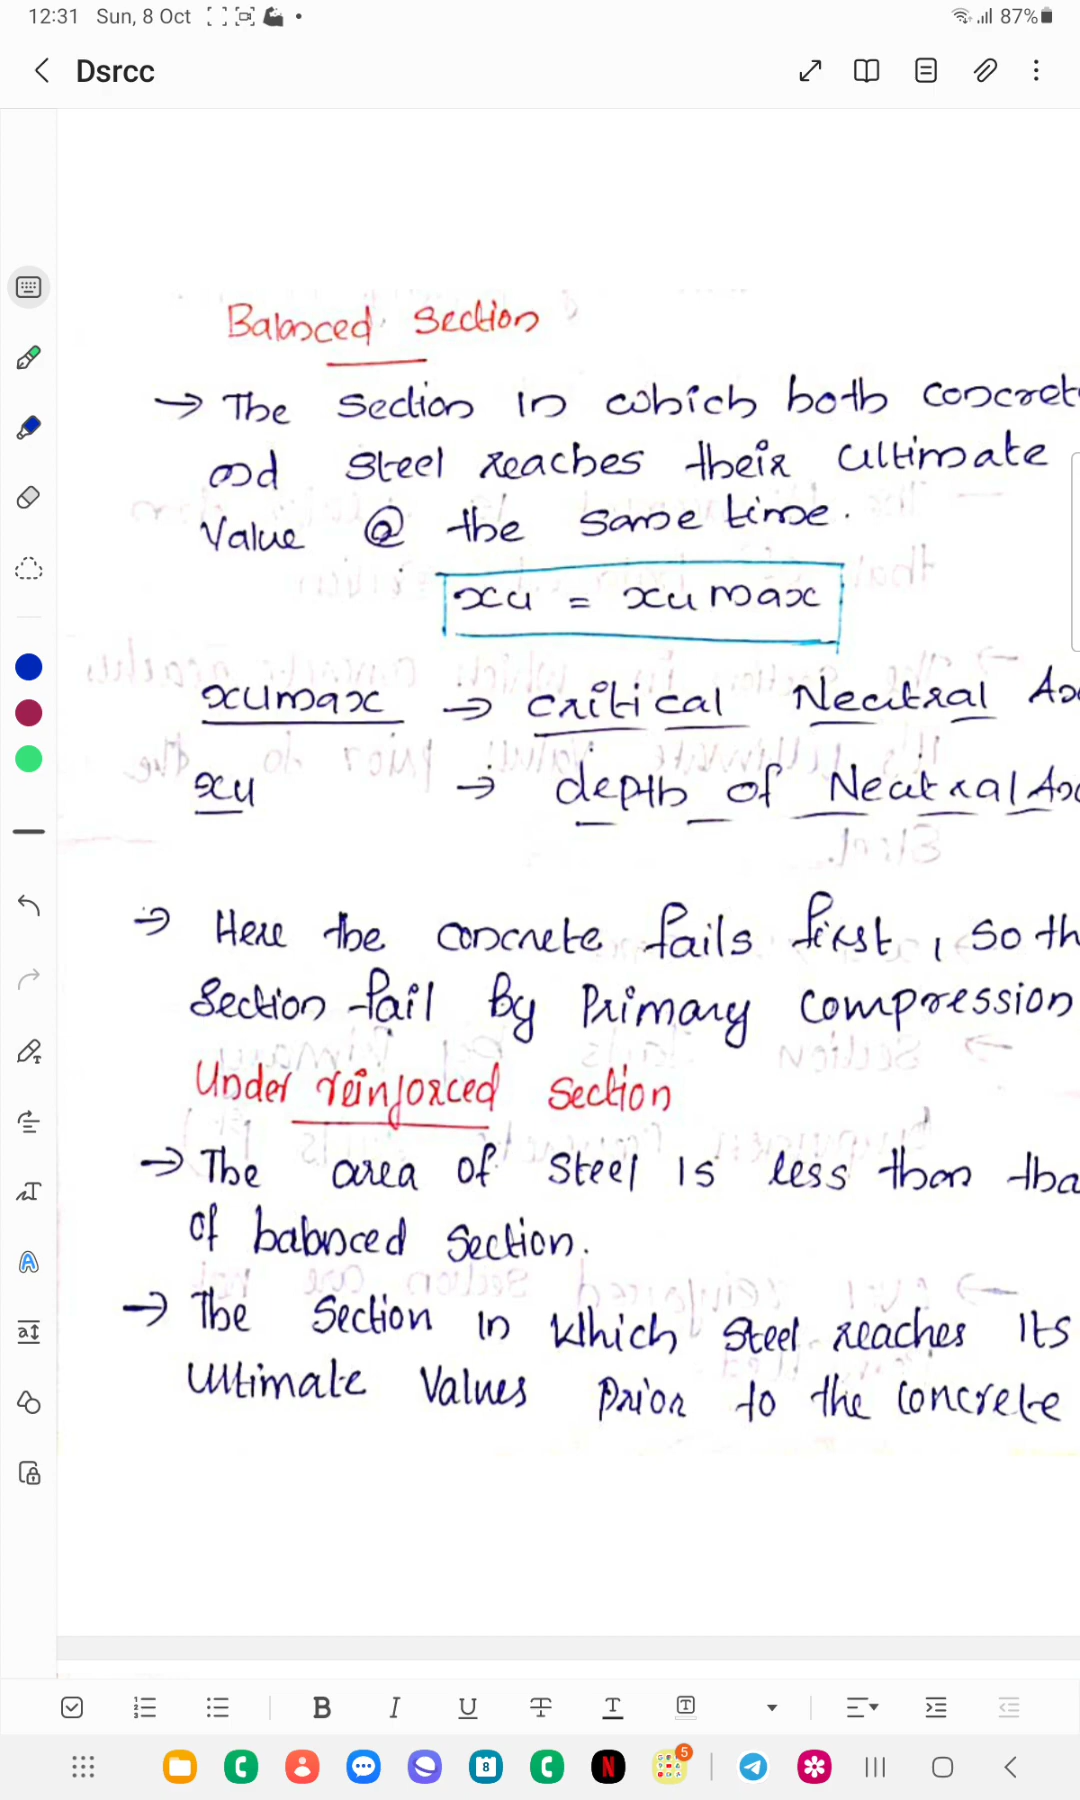 12:31 Sun, 8 Oct 87%
Dsrcc
Balanced Section
→ The Section in which both concrete
and Steel reaches their ultimate
Value @ the same time.
xu = xu max
xumax → critical Neutral Ax
xu → depth of Neutral Ax
→ Here the concrete fails first, so th
Section fail by Primary compression
Under reinforced Section
→ The area of Steel is less than tha
of balanced Section.
→ The Section in which Steel reaches its
Ultimate Values prior to the concrete
B I U T T T
8 N 5